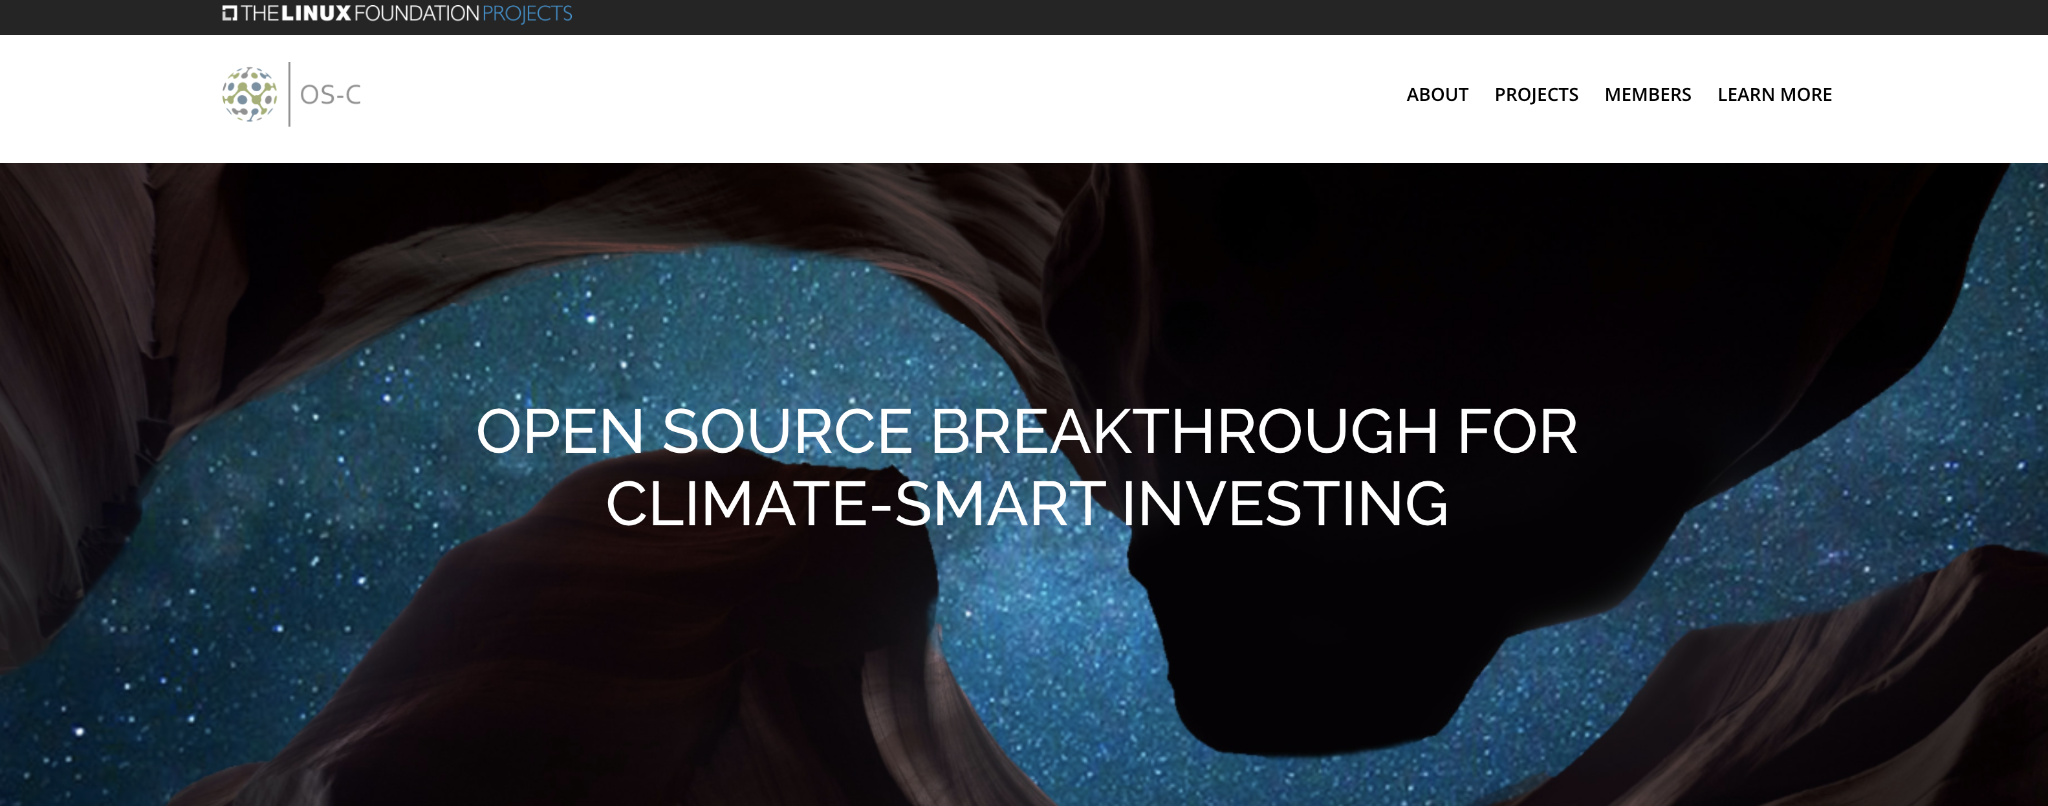 THE LINUX FOUNDATION PROJECTS
OS-C
ABOUT PROJECTS MEMBERS LEARN MORE
OPEN SOURCE BREAKTHROUGH FOR
CLIMATE-SMART INVESTING